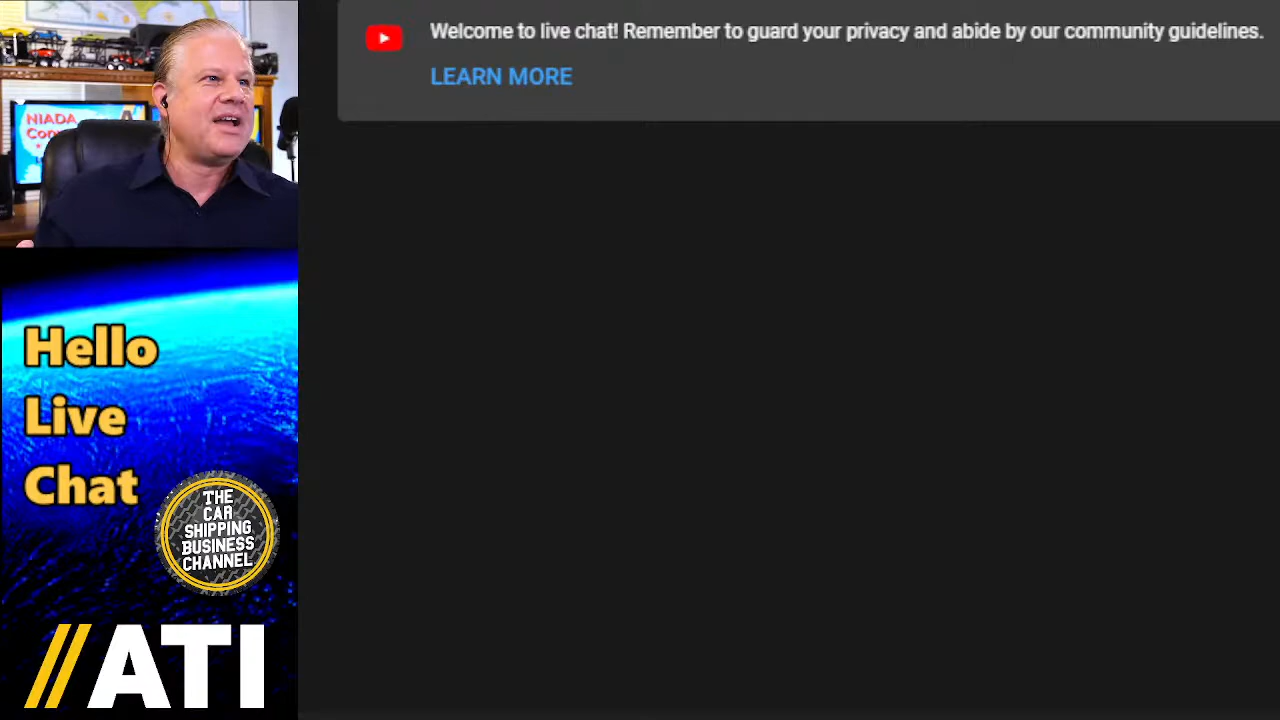 NIADA
Welcome to live chat! Remember to guard your privacy and abide by our community guidelines.
LEARN MORE
Hello
Live
Chat
THE
CAR
SHIPPING
BUSINESS
CHANNEL
//ATI